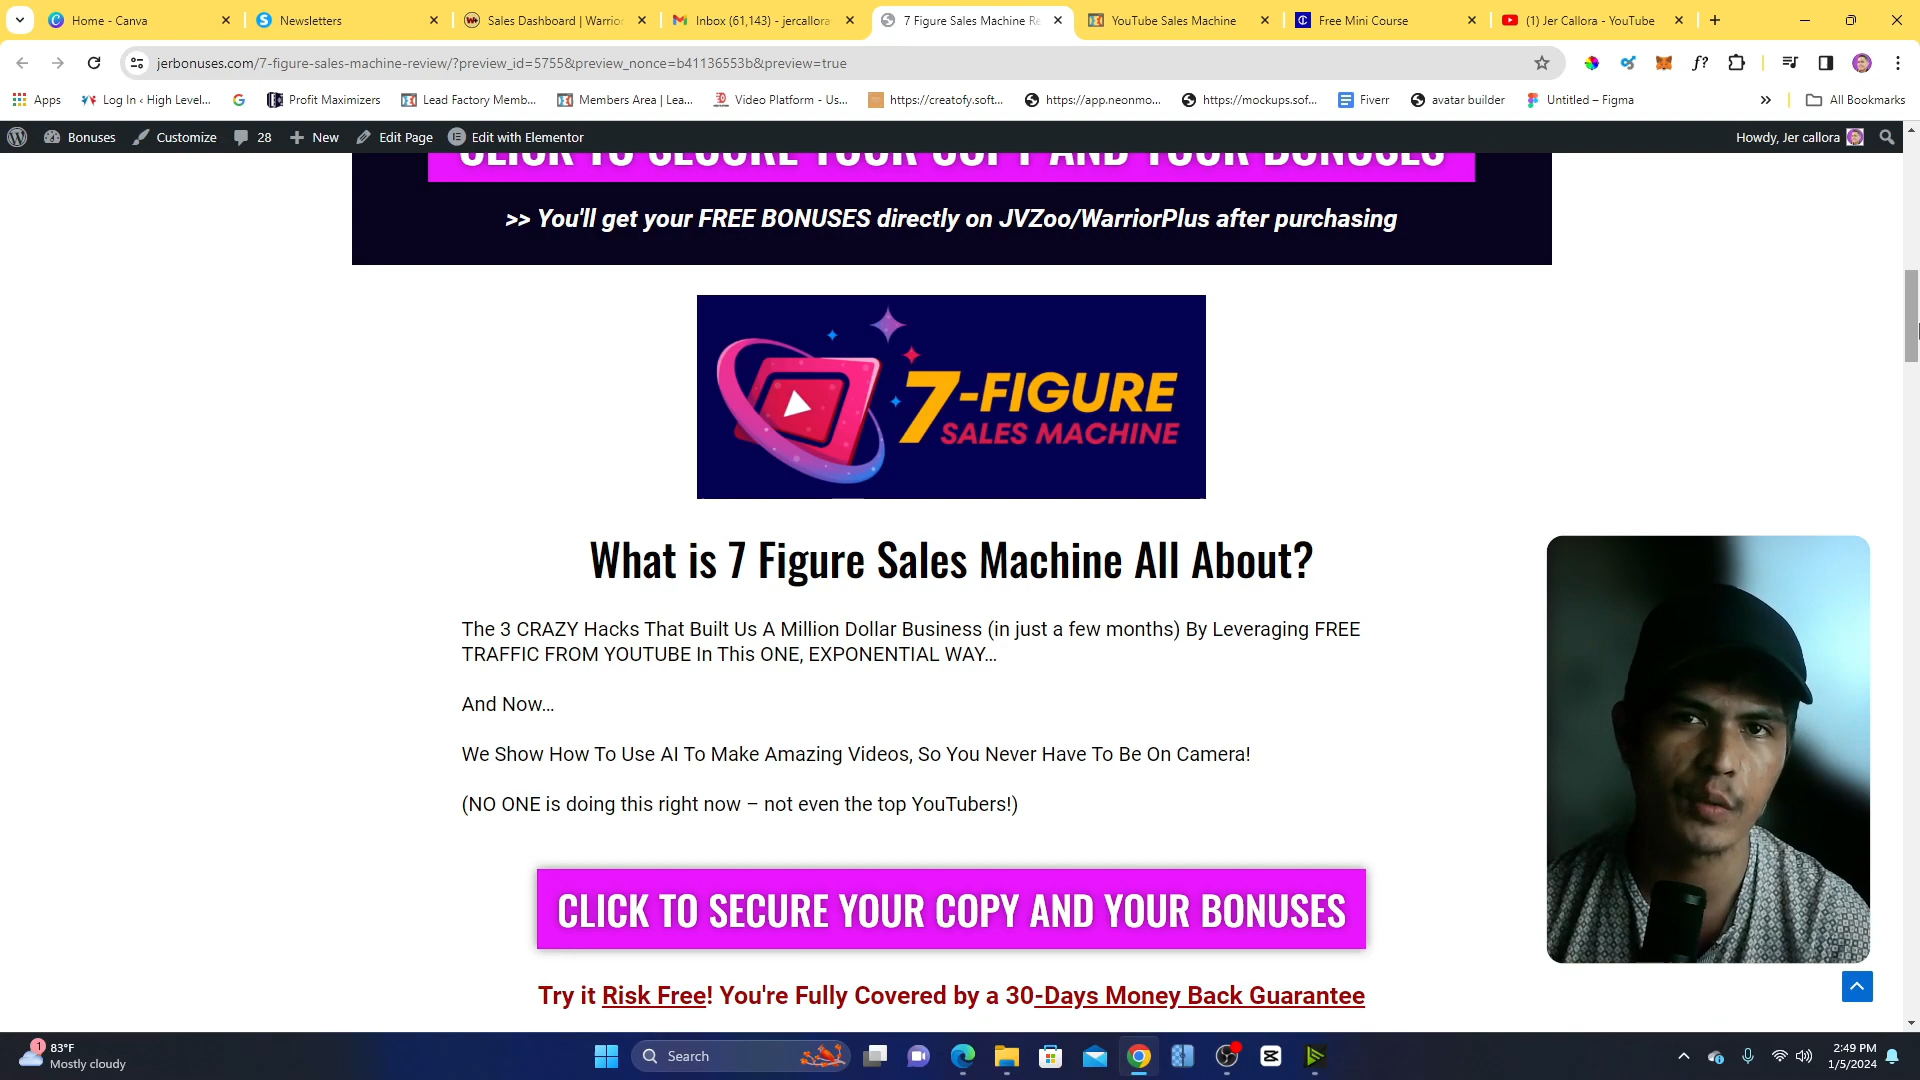 Home - Canva
Newsletters
Sales Dashboard | Warrior
Inbox (61,143) - jercallora
7 Figure Sales Machine Re
YouTube Sales Machine
Free Mini Course
(1) Jer Callora - YouTube
jerbonuses.com/7-figure-sales-machine-review/?preview_id=5755&preview_nonce=b41136553b&preview=true
Apps
Log In ‹ High Level...
Profit Maximizers
Lead Factory Memb...
Members Area | Lea...
Video Platform - Us...
https://creatofy.soft...
https://app.neonmo...
https://mockups.sof...
Fiverr
avatar builder
Untitled – Figma
All Bookmarks
Bonuses
Customize
28
New
Edit Page
Edit with Elementor
Howdy, Jer callora
CLICK TO SECURE YOUR COPY AND YOUR BONUSES
>> You'll get your FREE BONUSES directly on JVZoo/WarriorPlus after purchasing
7-FIGURE
SALES MACHINE
What is 7 Figure Sales Machine All About?
The 3 CRAZY Hacks That Built Us A Million Dollar Business (in just a few months) By Leveraging FREE
TRAFFIC FROM YOUTUBE In This ONE, EXPONENTIAL WAY...
And Now...
We Show How To Use AI To Make Amazing Videos, So You Never Have To Be On Camera!
(NO ONE is doing this right now – not even the top YouTubers!)
CLICK TO SECURE YOUR COPY AND YOUR BONUSES
Try it Risk Free! You're Fully Covered by a 30-Days Money Back Guarantee
1
83°F
Mostly cloudy
Search
2:49 PM
1/5/2024